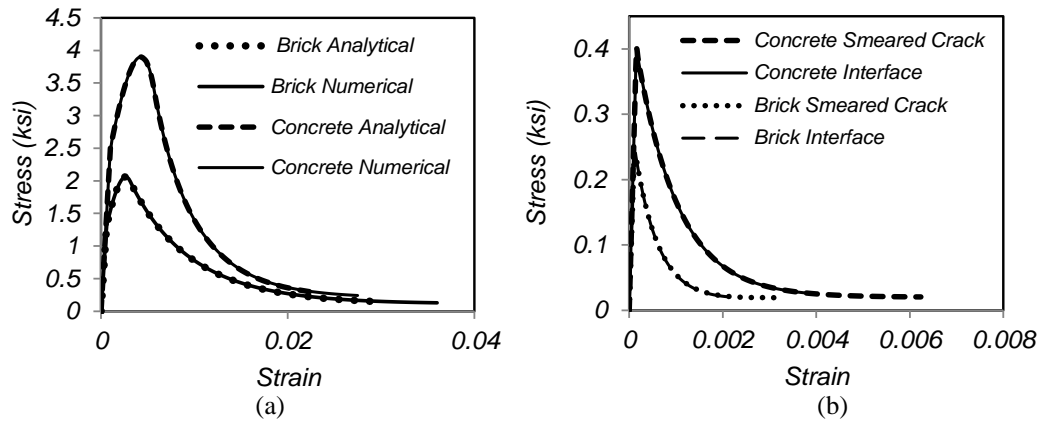 4.5
4
3.5
3
2.5
2
1.5
1
0.5
0
Stress (ksi)
Brick Analytical
Brick Numerical
Concrete Analytical
Concrete Numerical
0 0.02 0.04
Strain
(a)
0.4
0.3
0.2
0.1
0
Stress (ksi)
Concrete Smeared Crack
Concrete Interface
Brick Smeared Crack
Brick Interface
0 0.002 0.004 0.006 0.008
Strain
(b)